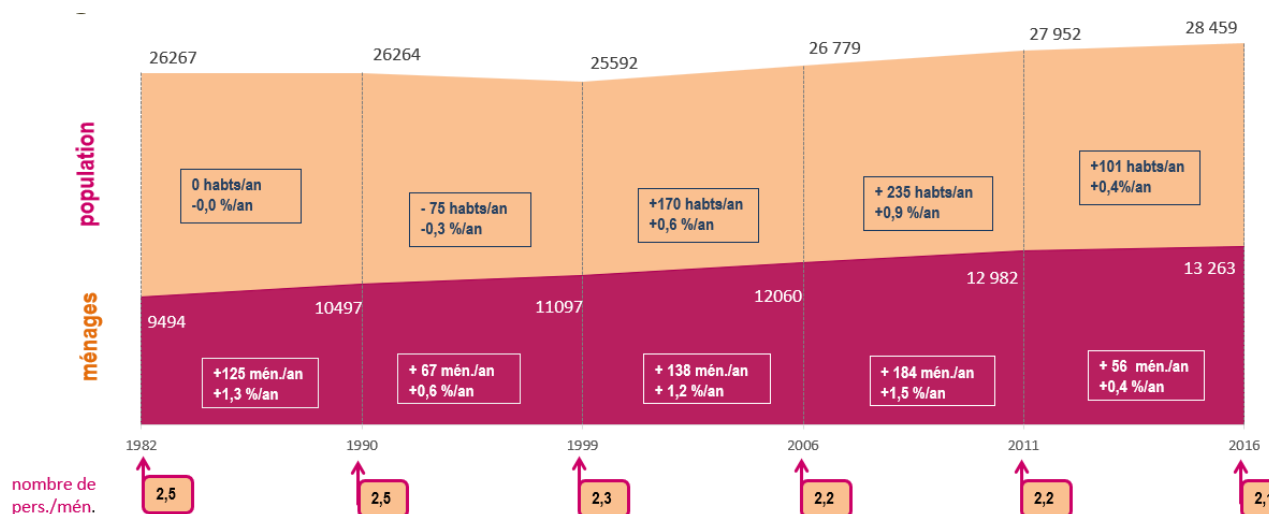 26267
26264
25592
26 779
27 952
28 459
population
0 habts/an
-0,0 %/an
- 75 habts/an
-0,3 %/an
+170 habts/an
+0,6 %/an
+ 235 habts/an
+0,9 %/an
+101 habts/an
+0,4%/an
ménages
9494
10497
11097
12060
12 982
13 263
+125 mén./an
+1,3 %/an
+ 67 mén./an
+0,6 %/an
+ 138 mén./an
+ 1,2 %/an
+ 184 mén./an
+1,5 %/an
+ 56 mén./an
+0,4 %/an
1982
1990
1999
2006
2011
2016
nombre de
pers./mén.
2,5
2,5
2,3
2,2
2,2